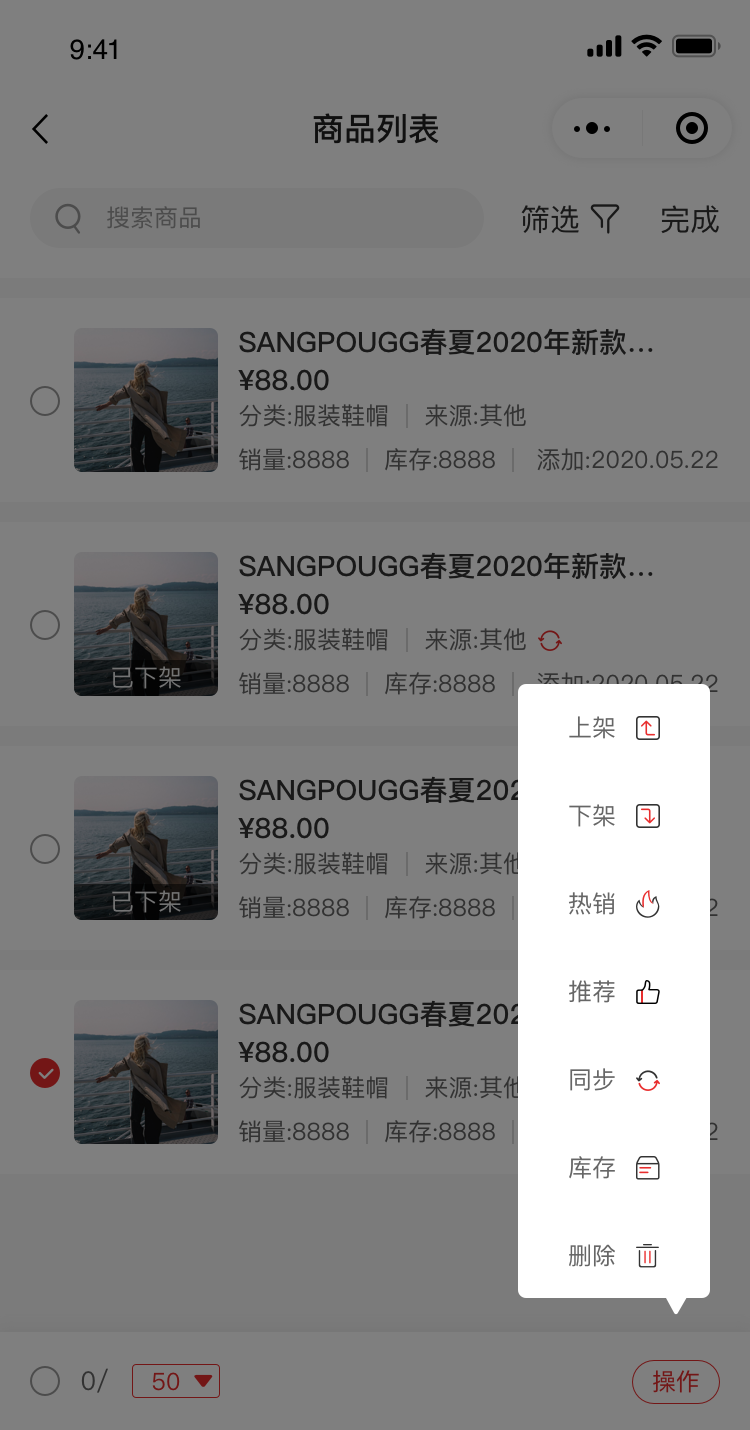 9:41
商品列表
搜索商品 筛选 完成
SANGPOUGG春夏2020年新款...
¥88.00
分类:服装鞋帽 来源:其他
销量:8888 库存:8888 添加:2020.05.22
SANGPOUGG春夏2020年新款...
¥88.00
分类:服装鞋帽 来源:其他
已下架
销量:8888 库存:8888 添加:2020.05.22
SANGPOUGG春夏202
¥88.00
分类:服装鞋帽 来源:其他
已下架
销量:8888 库存:8888 2
SANGPOUGG春夏202
¥88.00
分类:服装鞋帽 来源:其他
销量:8888 库存:8888 2
上架
下架
热销
推荐
同步
库存
删除
0/ 50 操作